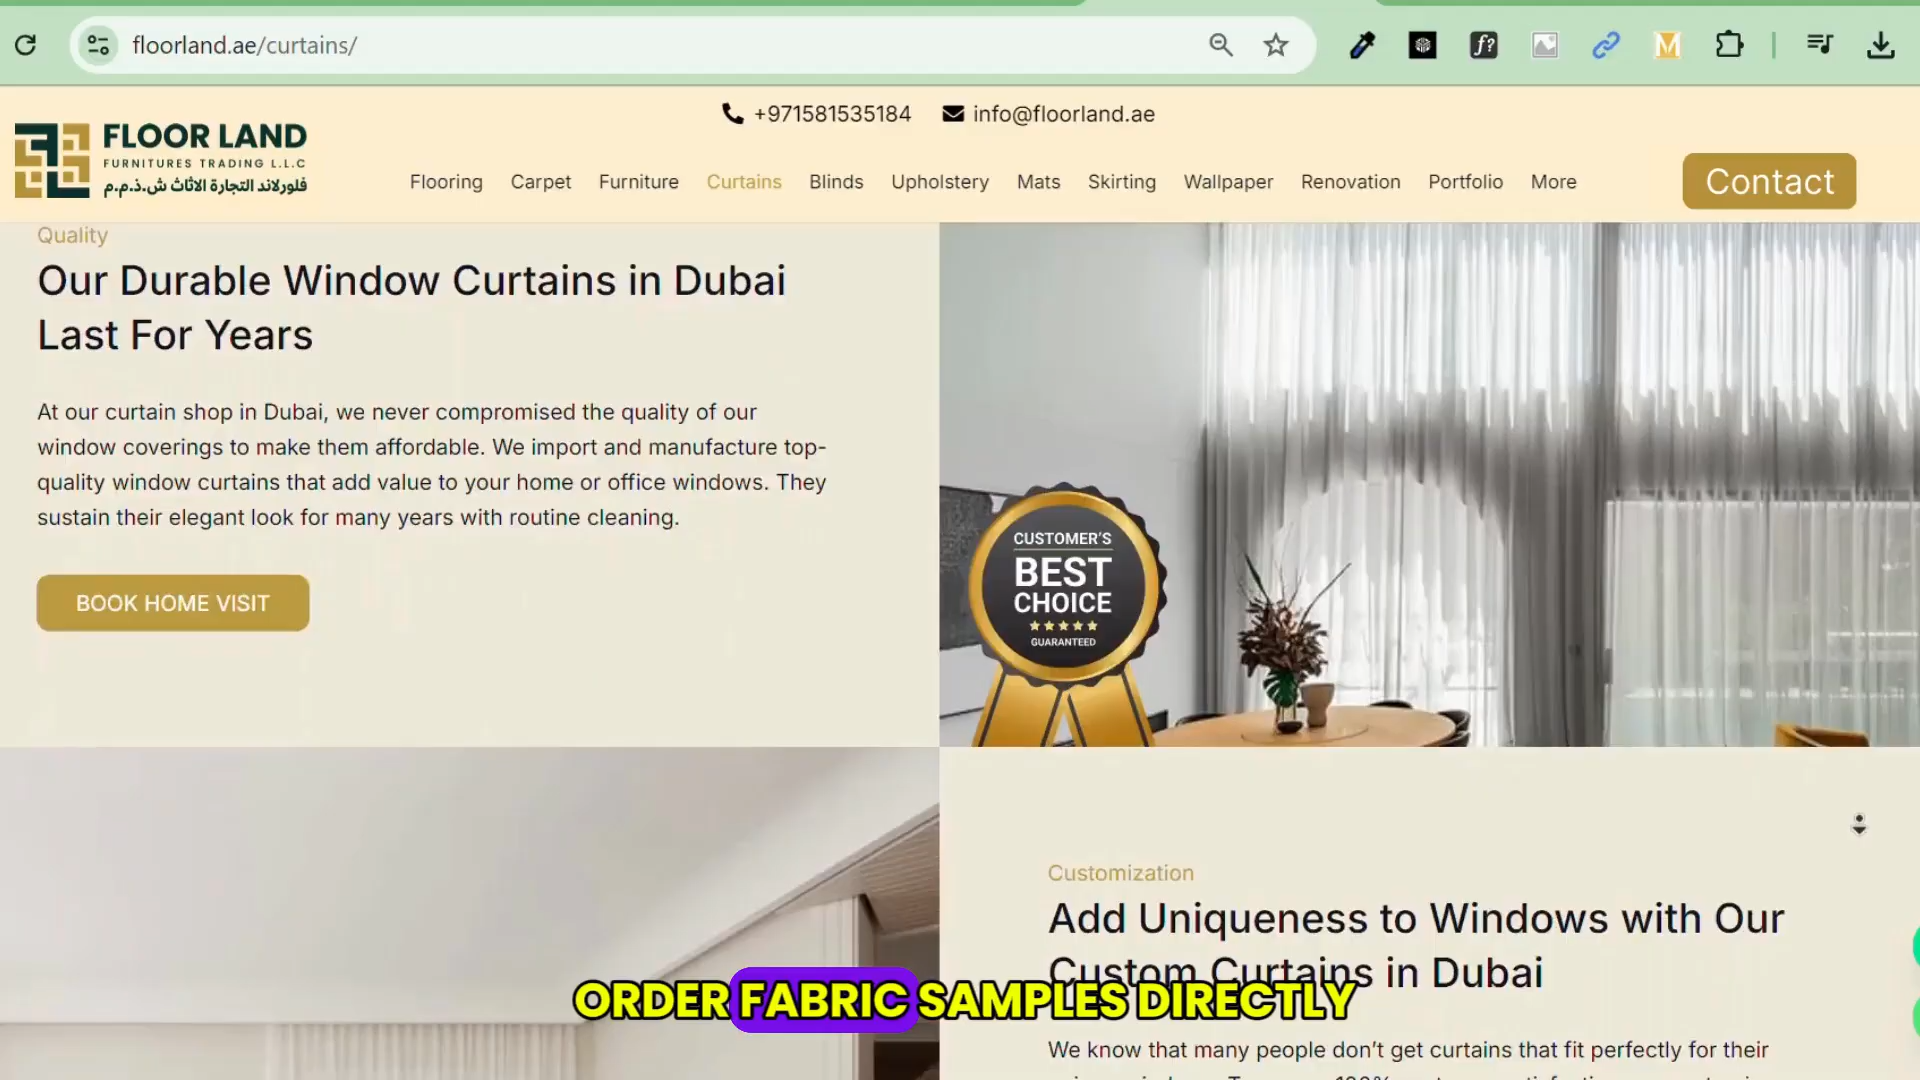 floorland.ae/curtains/
+971581535184 info@floorland.ae
FLOOR LAND
FURNITURES TRADING L.L.C
فلورلاند التجارة الاثاث ش.ذ.م.م
Flooring Carpet Furniture Curtains Blinds Upholstery Mats Skirting Wallpaper Renovation Portfolio More
Contact
Quality
Our Durable Window Curtains in Dubai
Last For Years
At our curtain shop in Dubai, we never compromised the quality of our
window coverings to make them affordable. We import and manufacture top-
quality window curtains that add value to your home or office windows. They
sustain their elegant look for many years with routine cleaning.
BOOK HOME VISIT
CUSTOMER'S
BEST
CHOICE
GUARANTEED
Customization
Add Uniqueness to Windows with Our
Custom Curtains in Dubai
ORDER FABRIC SAMPLES DIRECTLY
We know that many people don't get curtains that fit perfectly for their